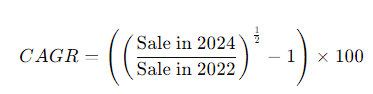 CAGR = ( ( Sale in 2024 / Sale in 2022 )^(1/2) − 1 ) × 100